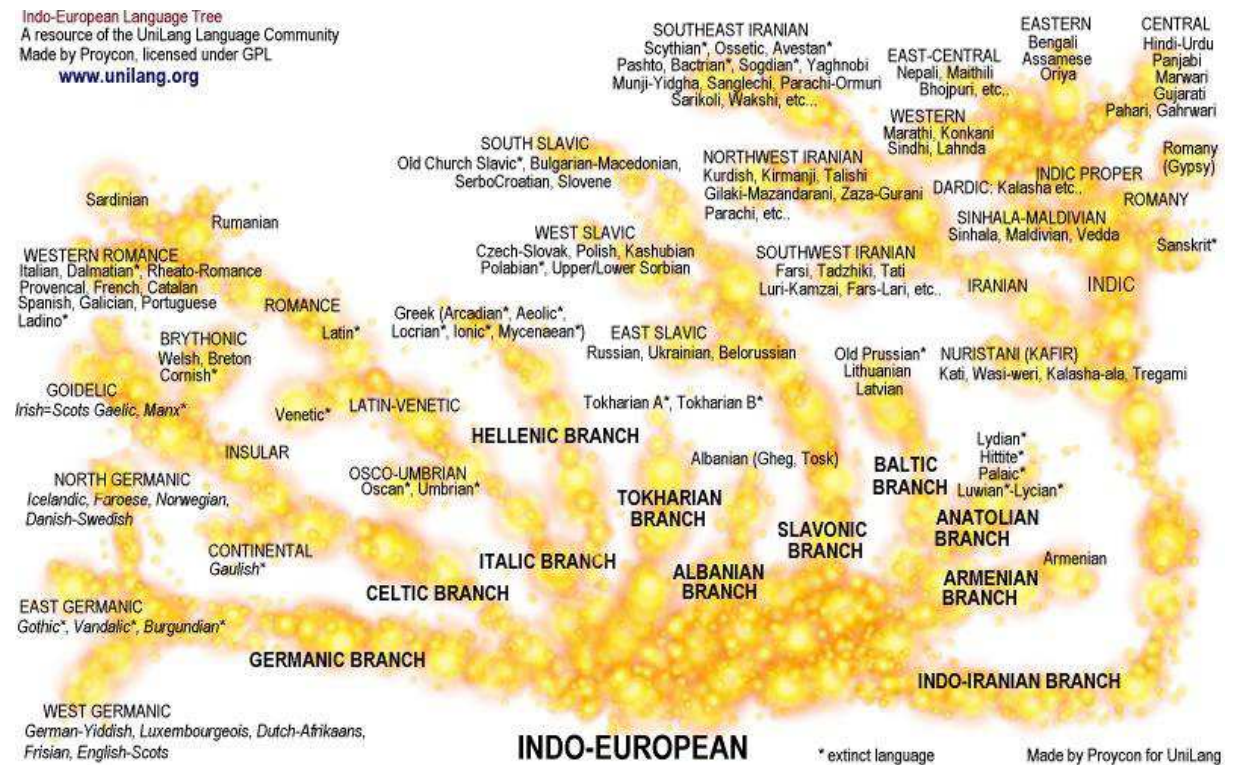 Indo-European Language Tree
A resource of the UniLang Language Community
Made by Proycon, licensed under GPL
www.unilang.org
SOUTHEAST IRANIAN
Scythian*, Ossetic, Avestan*
Pashto, Bactrian*, Sogdian*, Yaghnobi
Munji-Yidgha, Sanglechi, Parachi-Ormuri
Sarikoli, Wakshi, etc...
EAST-CENTRAL
Nepali, Maithili
Bhojpuri, etc..
EASTERN
Bengali
Assamese
Oriya
CENTRAL
Hindi-Urdu
Panjabi
Marwari
Gujarati
Pahari, Gahrwari
WESTERN
Marathi, Konkani
Sindhi, Lahnda
SOUTH SLAVIC
Old Church Slavic*, Bulgarian-Macedonian,
SerboCroatian, Slovene
NORTHWEST IRANIAN
Kurdish, Kirmanji, Talishi
Gilaki-Mazandarani, Zaza-Gurani
Parachi, etc..
Romany
(Gypsy)
INDIC PROPER
DARDIC: Kalasha etc..
ROMANY
SINHALA-MALDIVIAN
Sinhala, Maldivian, Vedda
Sanskrit*
Sardinian
Rumanian
WEST SLAVIC
Czech-Slovak, Polish, Kashubian
Polabian*, Upper/Lower Sorbian
SOUTHWEST IRANIAN
Farsi, Tadzhiki, Tati
Luri-Kamzai, Fars-Lari, etc..
IRANIAN
INDIC
WESTERN ROMANCE
Italian, Dalmatian*, Rheato-Romance
Provencal, French, Catalan
Spanish, Galician, Portuguese
Ladino*
ROMANCE
Latin*
Greek (Arcadian*, Aeolic*,
Locrian*, Ionic*, Mycenaean*)
EAST SLAVIC
Russian, Ukrainian, Belorussian
Old Prussian*
Lithuanian
Latvian
NURISTANI (KAFIR)
Kati, Wasi-weri, Kalasha-ala, Tregami
BRYTHONIC
Welsh, Breton
Cornish*
GOIDELIC
Irish=Scots Gaelic, Manx*
Venetic*
LATIN-VENETIC
Tokharian A*, Tokharian B*
HELLENIC BRANCH
INSULAR
OSCO-UMBRIAN
Oscan*, Umbrian*
Albanian (Gheg, Tosk)
BALTIC
BRANCH
Lydian*
Hittite*
Palaic*
Luwian*-Lycian*
NORTH GERMANIC
Icelandic, Faroese, Norwegian,
Danish-Swedish
TOKHARIAN
BRANCH
SLAVONIC
BRANCH
ANATOLIAN
BRANCH
CONTINENTAL
Gaulish*
ITALIC BRANCH
CELTIC BRANCH
ALBANIAN
BRANCH
Armenian
ARMENIAN
BRANCH
EAST GERMANIC
Gothic*, Vandalic*, Burgundian*
GERMANIC BRANCH
INDO-IRANIAN BRANCH
WEST GERMANIC
German-Yiddish, Luxembourgeois, Dutch-Afrikaans,
Frisian, English-Scots
INDO-EUROPEAN
* extinct language
Made by Proycon for UniLang